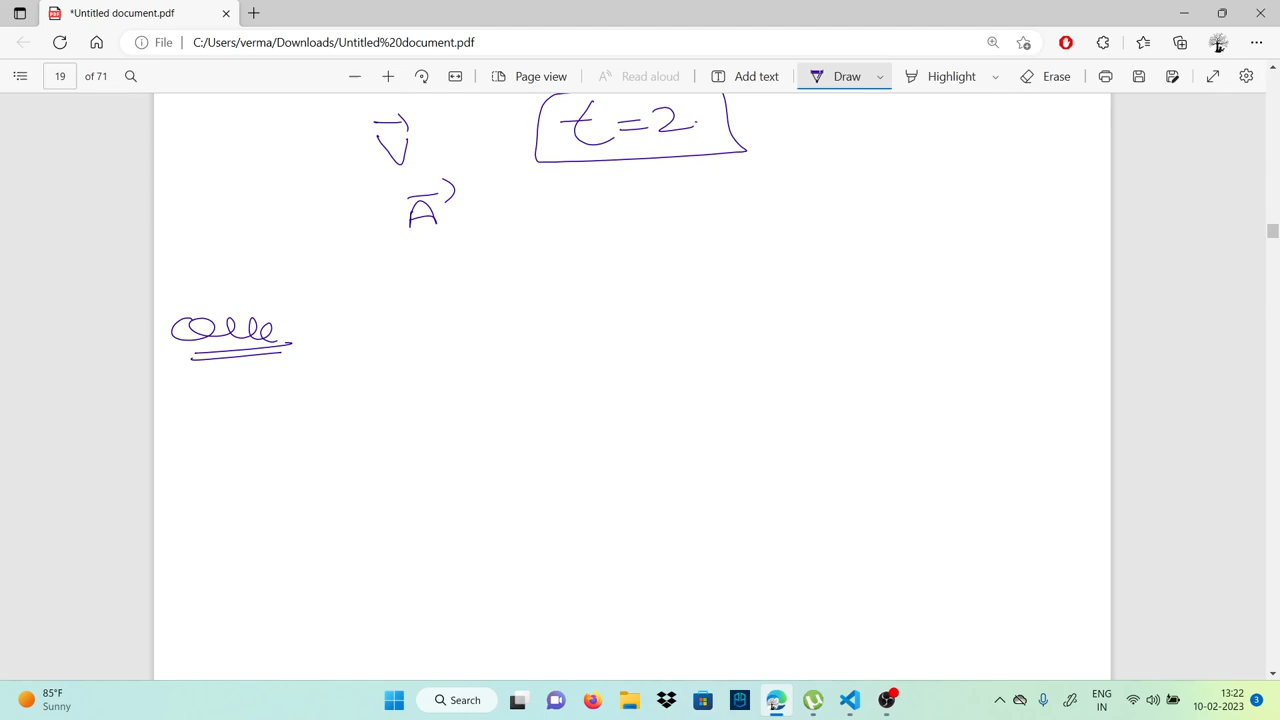 *Untitled document.pdf
File C:/Users/verma/Downloads/Untitled%20document.pdf
19 of 71 Page view Read aloud Add text Draw Highlight Erase
t=2
V
A
85°F
Sunny
Search
ENG
IN
13:22
10-02-2023
3